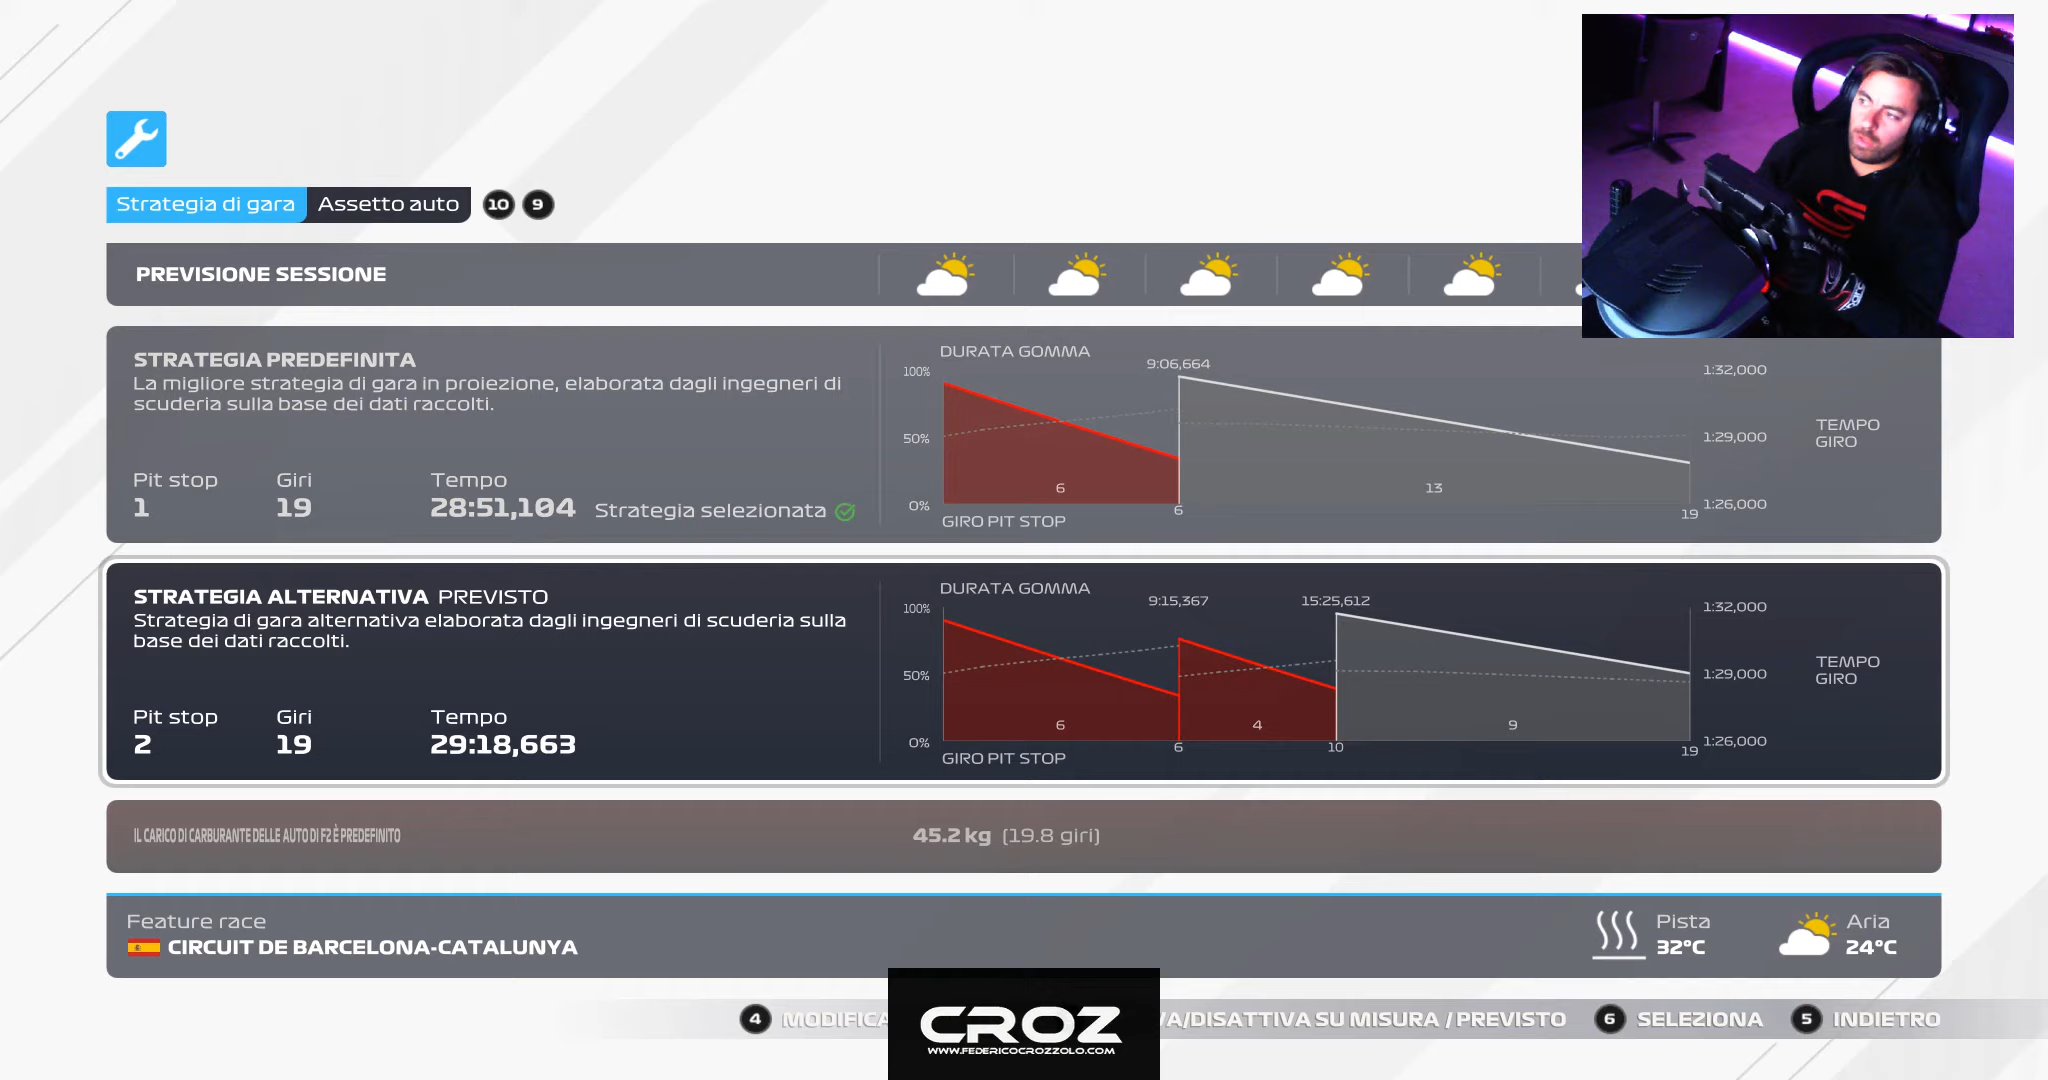 Strategia di gara
Assetto auto
10
9
PREVISIONE SESSIONE
STRATEGIA PREDEFINITA
La migliore strategia di gara in proiezione, elaborata dagli ingegneri di
scuderia sulla base dei dati raccolti.
Pit stop
1
Giri
19
Tempo
28:51,104
Strategia selezionata
DURATA GOMMA
9:06,664
100%
50%
0%
6
13
6
19
GIRO PIT STOP
1:32,000
1:29,000
1:26,000
TEMPO
GIRO
STRATEGIA ALTERNATIVA PREVISTO
Strategia di gara alternativa elaborata dagli ingegneri di scuderia sulla
base dei dati raccolti.
Pit stop
2
Giri
19
Tempo
29:18,663
DURATA GOMMA
9:15,367
15:25,612
100%
50%
0%
6
4
9
6
10
19
GIRO PIT STOP
1:32,000
1:29,000
1:26,000
TEMPO
GIRO
IL CARICO DI CARBURANTE DELLE AUTO DI F2 È PREDEFINITO
45.2 kg (19.8 giri)
Feature race
CIRCUIT DE BARCELONA-CATALUNYA
Pista
32°C
Aria
24°C
4 MODIFICA
VA/DISATTIVA SU MISURA / PREVISTO
6 SELEZIONA
5 INDIETRO
CROZ
WWW.FEDERICOCROZZOLO.COM